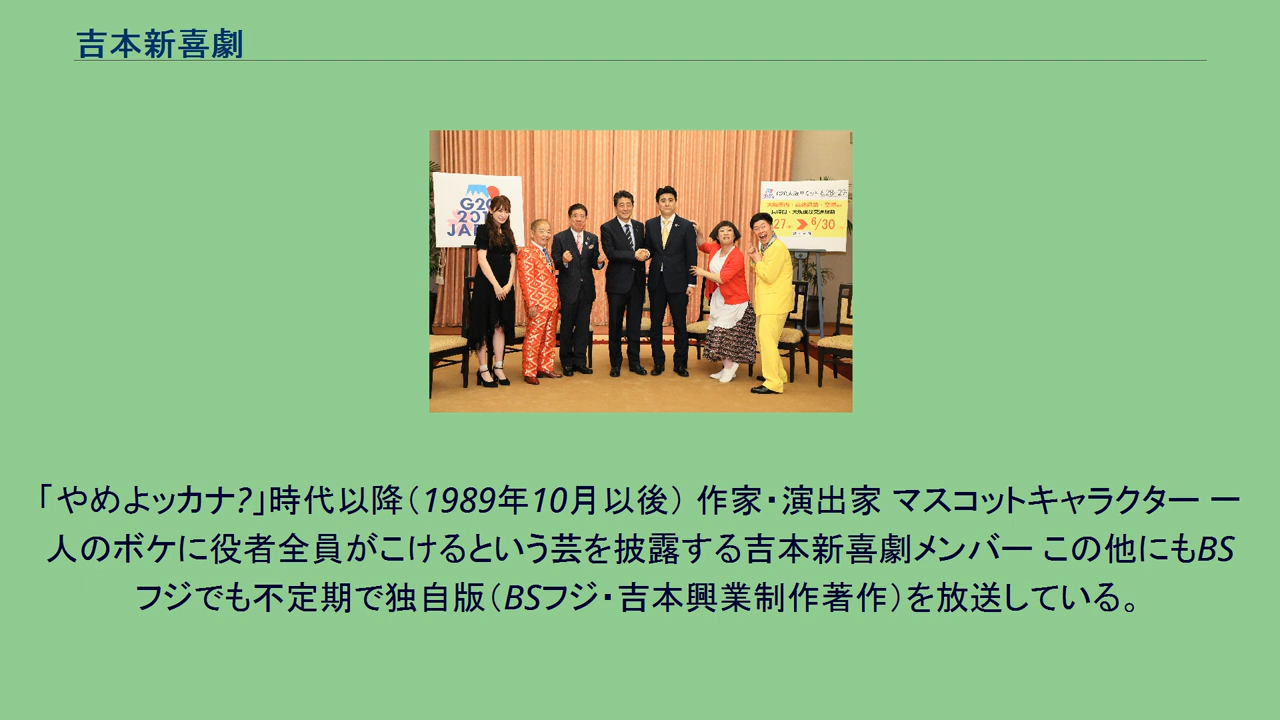 吉本新喜劇
G20
JA
6/30
「やめよッカナ?」時代以降（1989年10月以後） 作家・演出家 マスコットキャラクター 一
人のボケに役者全員がこけるという芸を披露する吉本新喜劇メンバー この他にもBS
フジでも不定期で独自版（BSフジ・吉本興業制作著作）を放送している。